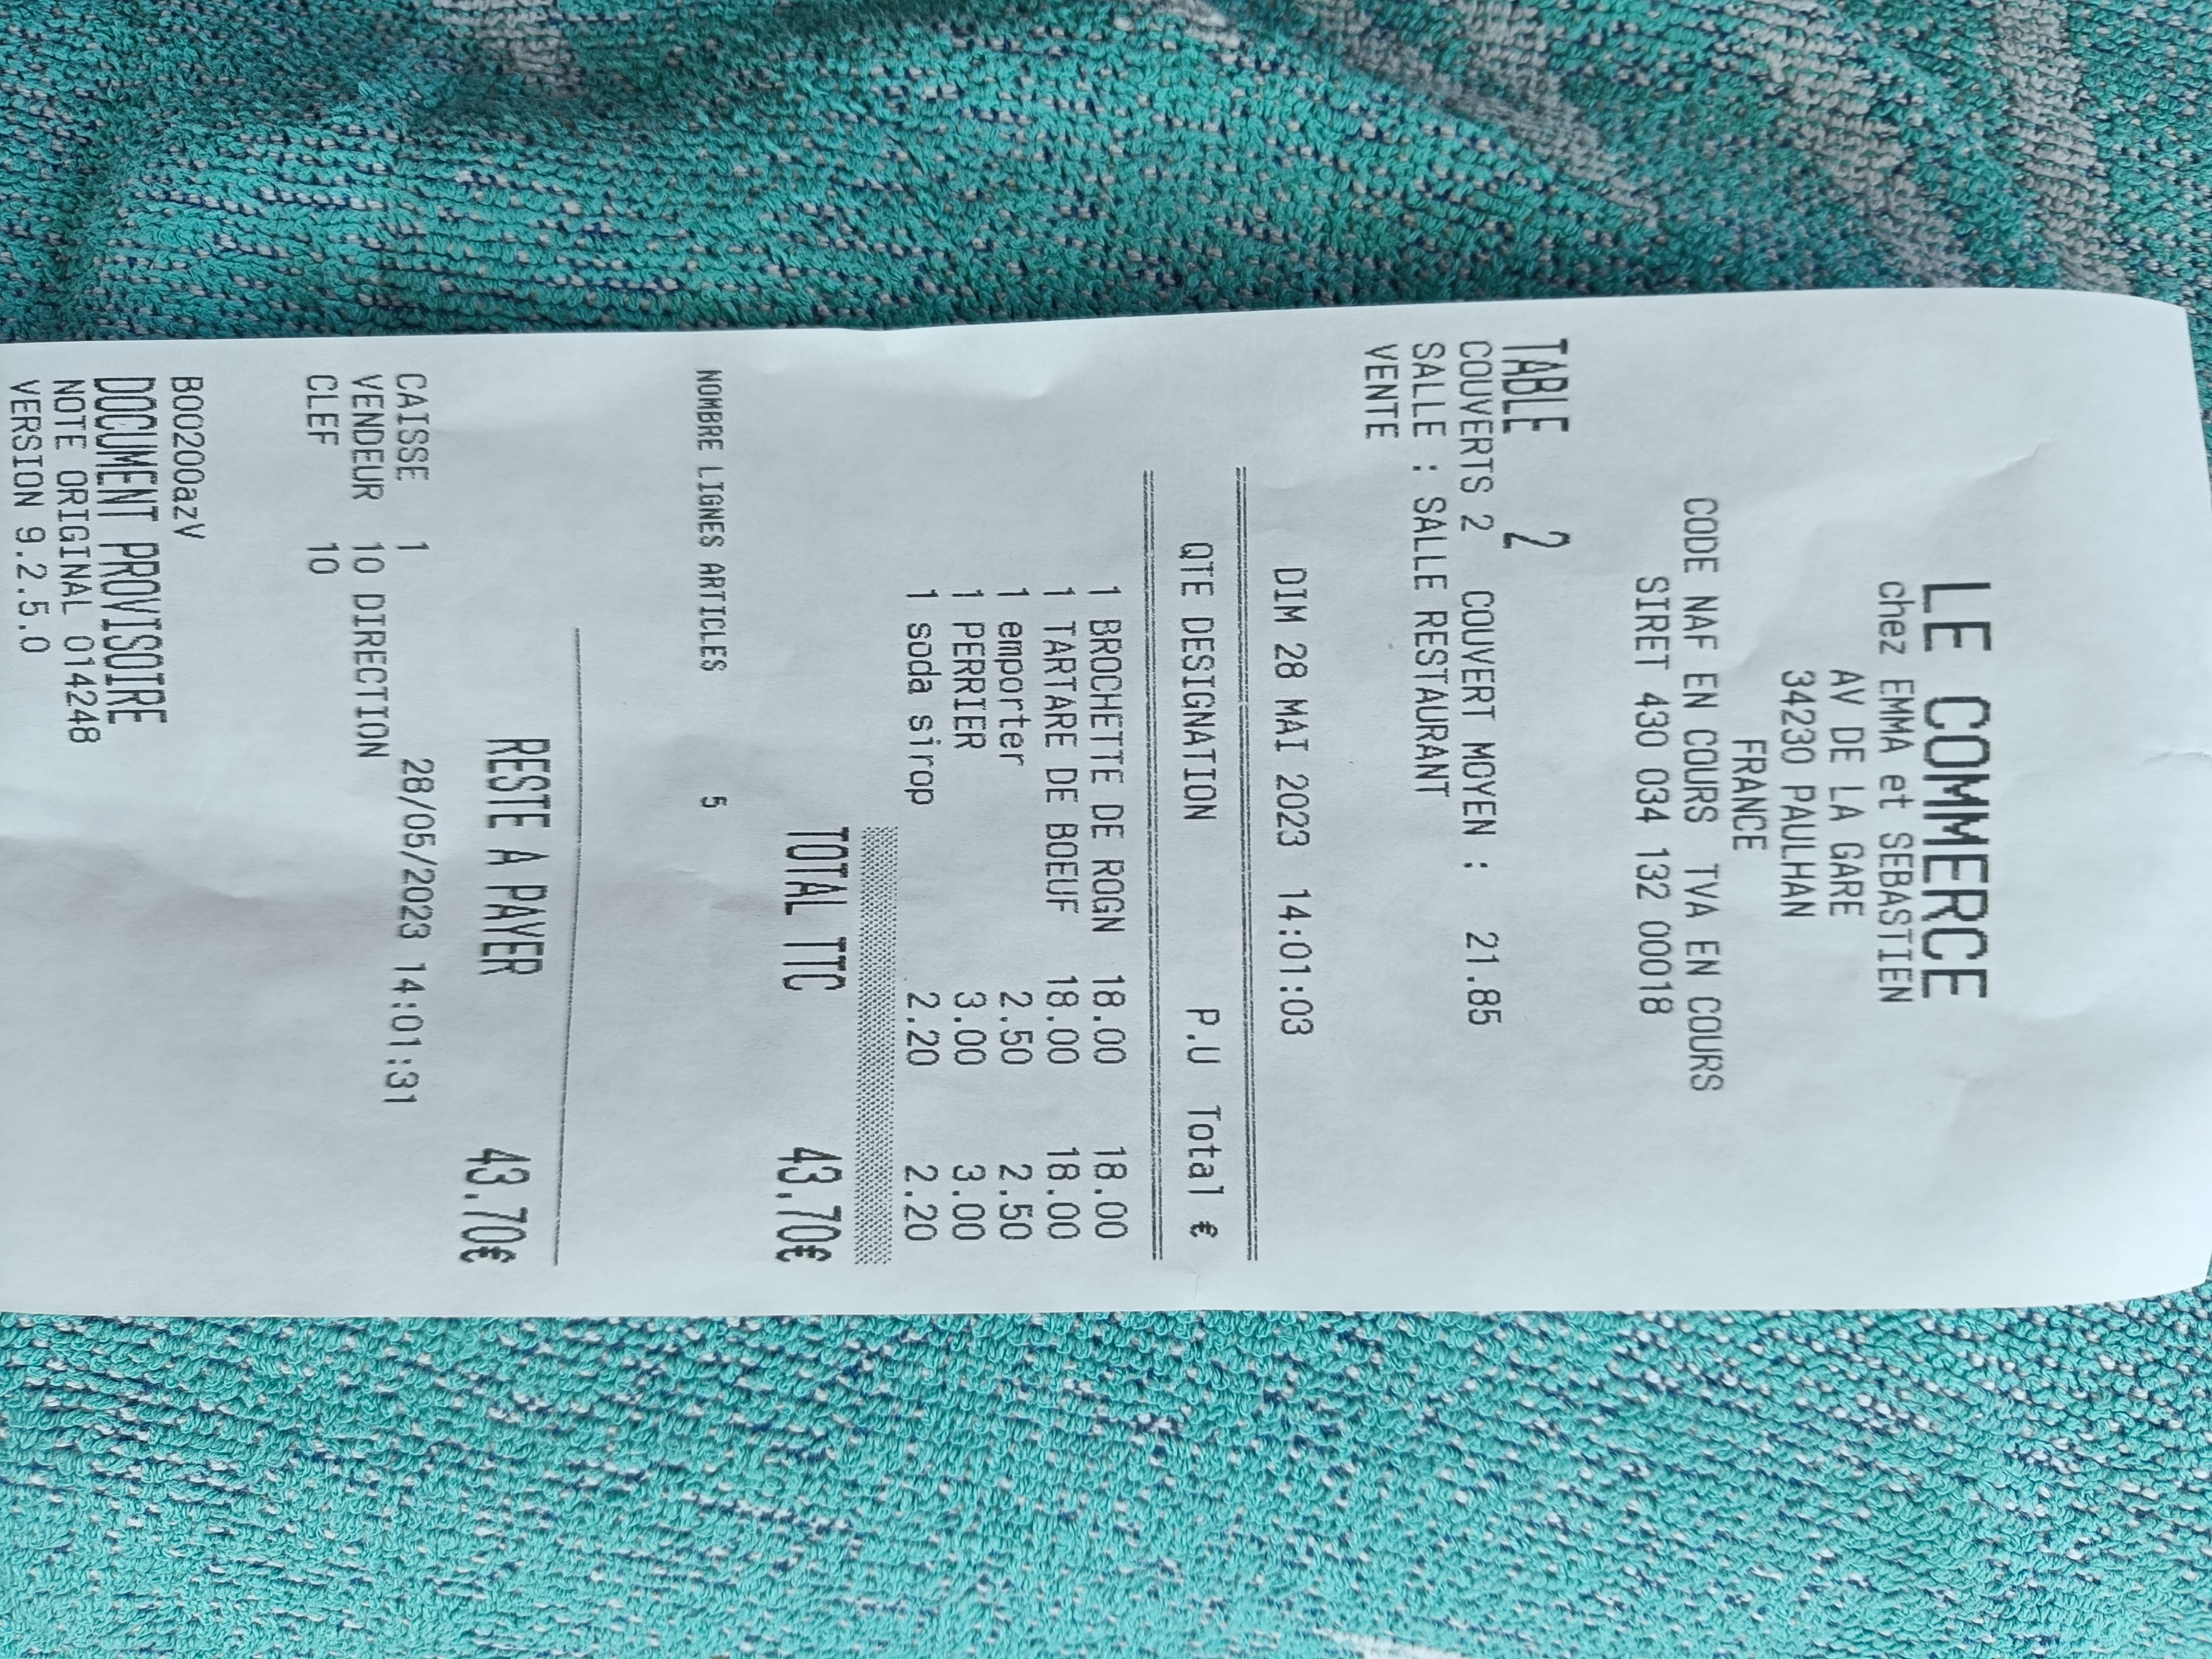 LE COMMERCE
chez EMMA et SEBASTIEN
AV DE LA GARE
34230 PAULHAN
FRANCE
CODE NAF EN COURS TVA EN COURS
SIRET 430 034 132 00018
TABLE 2
COUVERTS 2 COUVERT MOYEN : 21.85
SALLE : SALLE RESTAURANT
VENTE
DIM 28 MAI 2023 14:01:03
QTE DESIGNATION P.U Total €
1 BROCHETTE DE ROGN 18.00 18.00
1 TARTARE DE BOEUF 18.00 18.00
1 emporter 2.50 2.50
1 PERRIER 3.00 3.00
1 soda sirop 2.20 2.20
TOTAL TTC 43.70€
NOMBRE LIGNES ARTICLES 5
RESTE A PAYER 43.70€
28/05/2023 14:01:31
CAISSE 1
VENDEUR 10 DIRECTION
CLEF 10
B00200azV
DOCUMENT PROVISOIRE
NOTE ORIGINAL 014248
VERSION 9.2.5.0